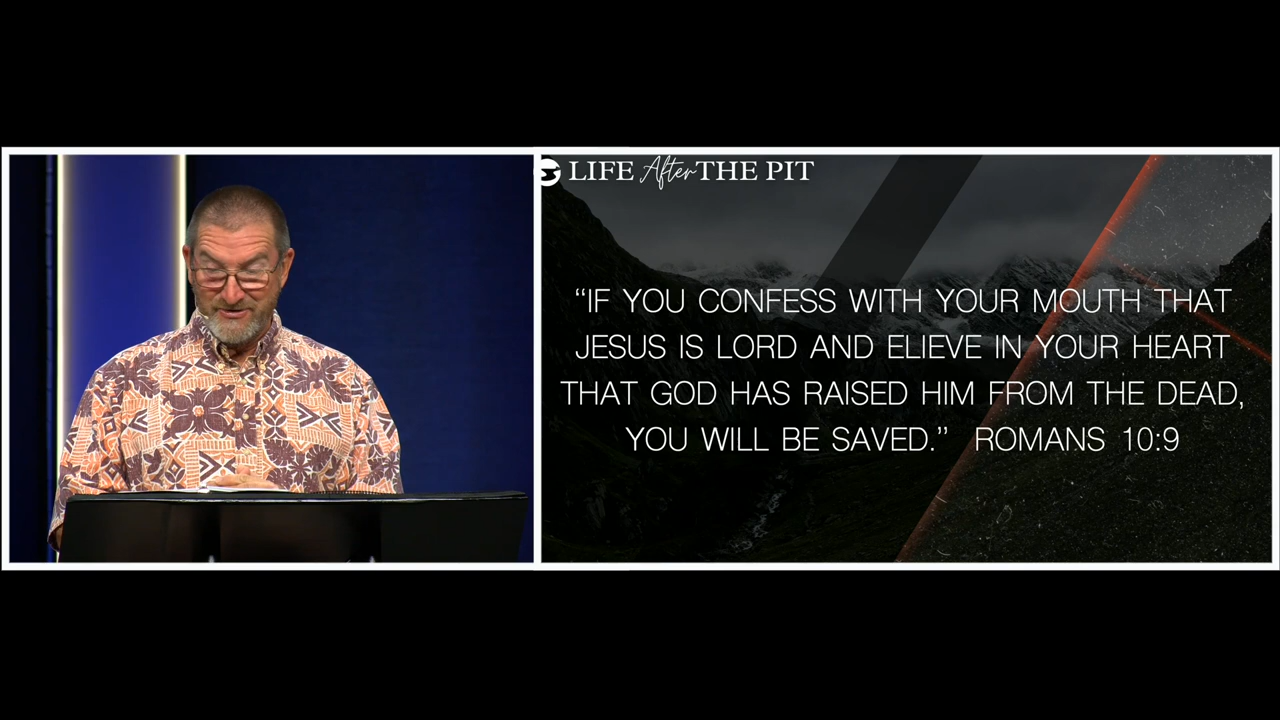 LIFE After THE PIT
“IF YOU CONFESS WITH YOUR MOUTH THAT
JESUS IS LORD AND ELIEVE IN YOUR HEART
THAT GOD HAS RAISED HIM FROM THE DEAD,
YOU WILL BE SAVED.” ROMANS 10:9